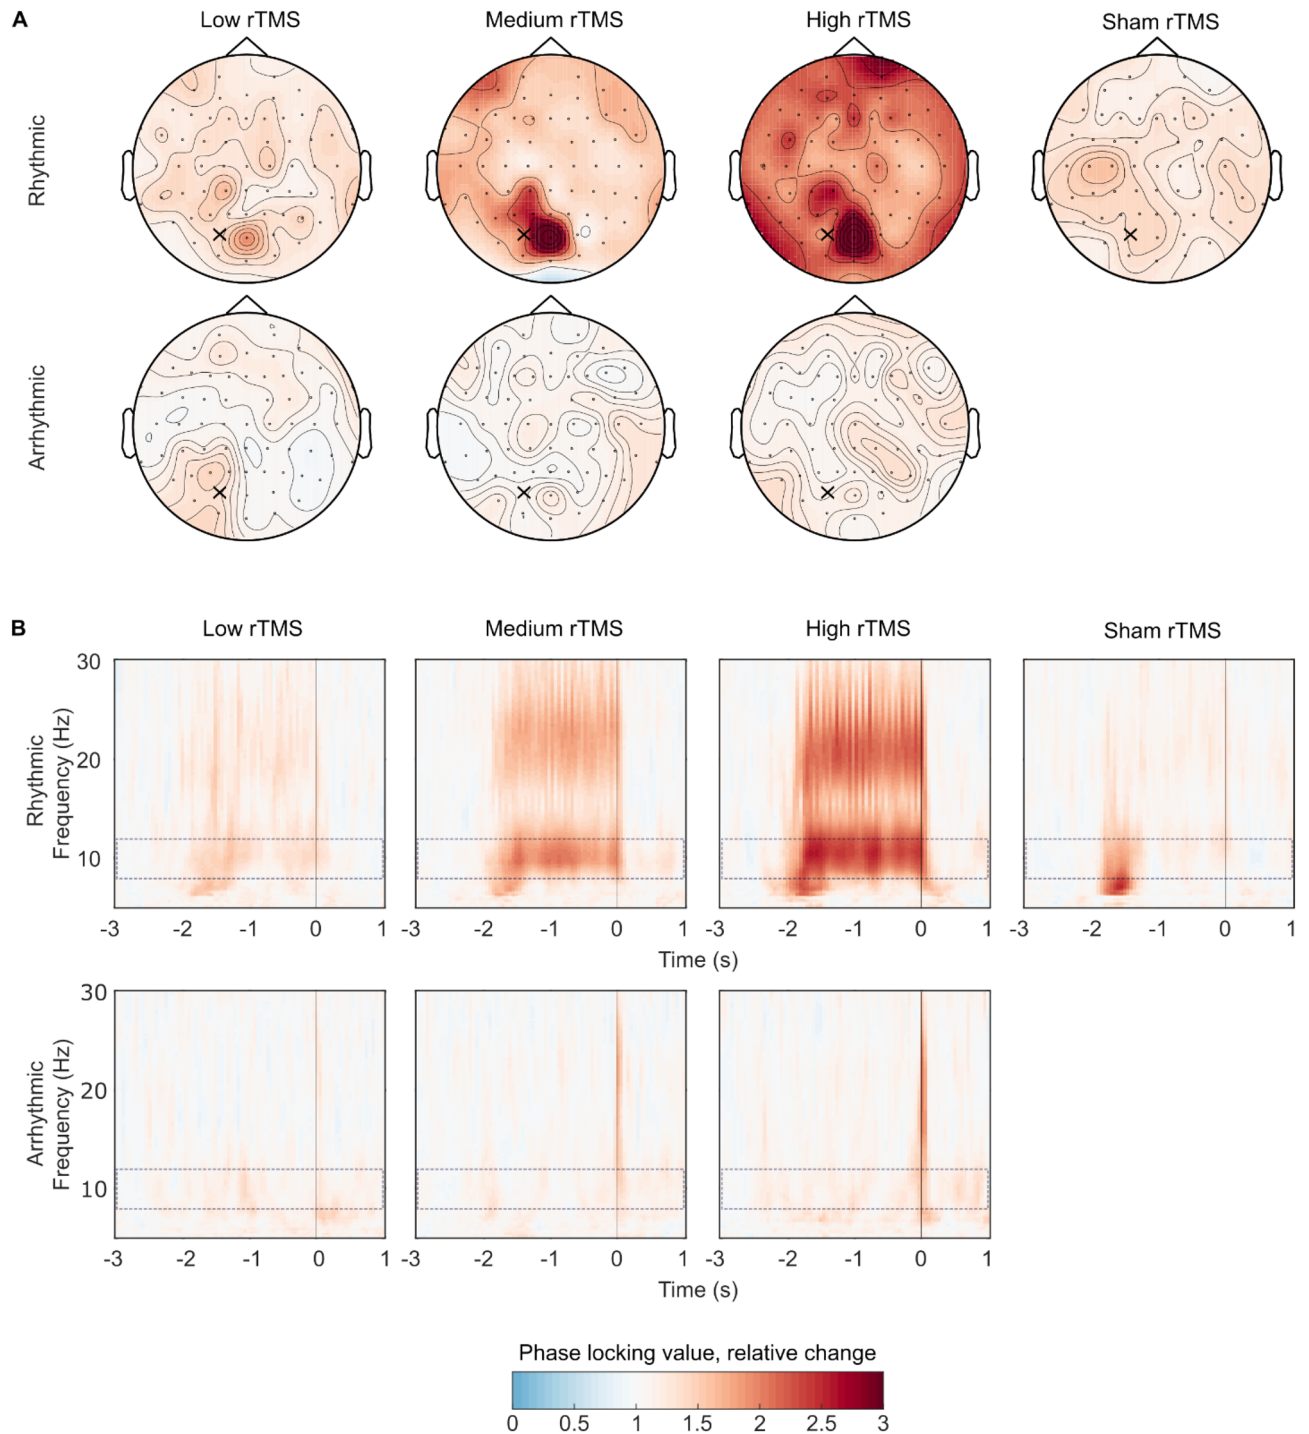 A
Low rTMS
Medium rTMS
High rTMS
Sham rTMS
Rhythmic
Arrhythmic
B
Low rTMS
Medium rTMS
High rTMS
Sham rTMS
Rhythmic
Frequency (Hz)
30
20
10
-3 -2 -1 0 1
-3 -2 -1 0 1
-3 -2 -1 0 1
-3 -2 -1 0 1
Time (s)
Arrhythmic
Frequency (Hz)
30
20
10
-3 -2 -1 0 1
-3 -2 -1 0 1
-3 -2 -1 0 1
Time (s)
Phase locking value, relative change
0 0.5 1 1.5 2 2.5 3